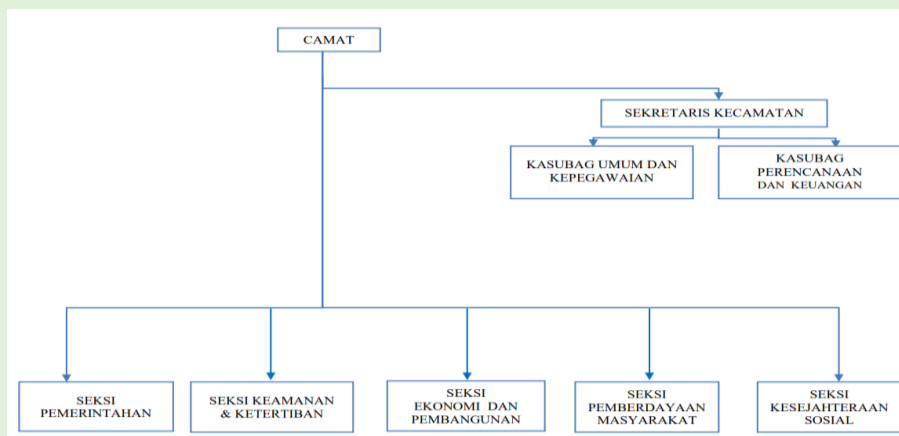 CAMAT
SEKRETARIS KECAMATAN
KASUBAG UMUM DAN
KEPEGAWAIAN
KASUBAG
PERENCANAAN
DAN KEUANGAN
SEKSI
PEMERINTAHAN
SEKSI KEAMANAN
& KETERTIBAN
SEKSI
EKONOMI DAN
PEMBANGUNAN
SEKSI
PEMBERDAYAAN
MASYARAKAT
SEKSI
KESEJAHTERAAN
SOSIAL